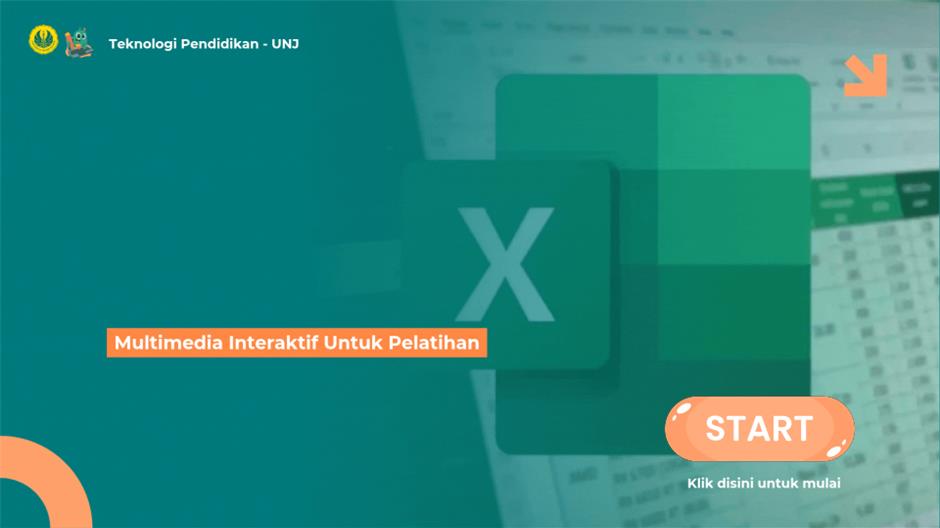 Teknologi Pendidikan - UNJ
X
Multimedia Interaktif Untuk Pelatihan
START
Klik disini untuk mulai